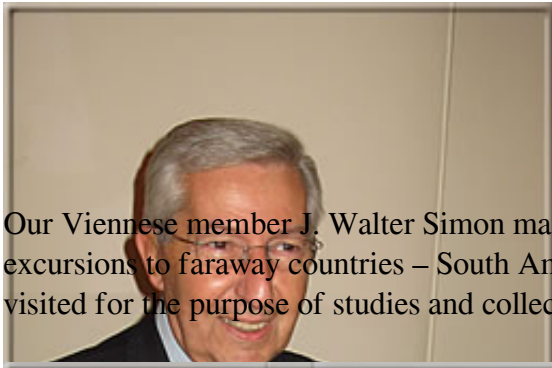 Our Viennese member J. Walter Simon ma
excursions to faraway countries – South Am
visited for the purpose of studies and collec